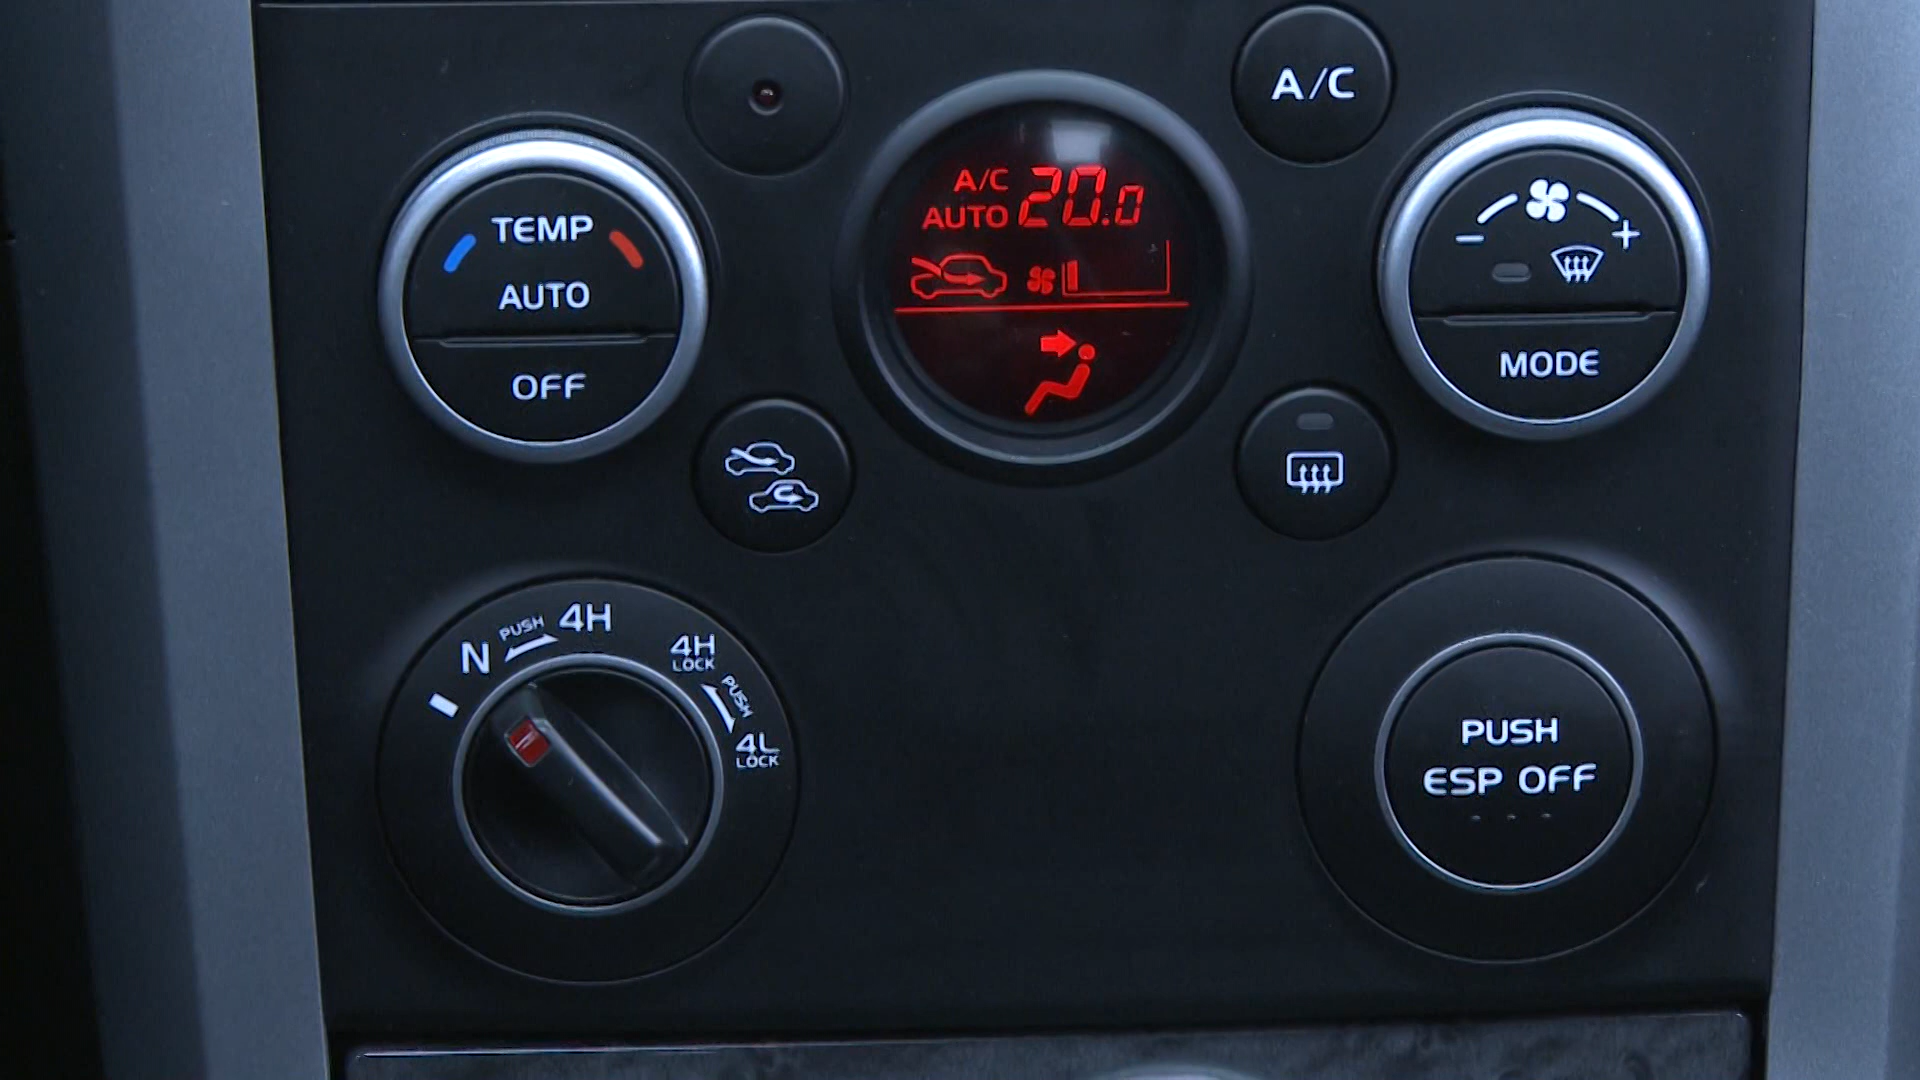 A/C
TEMP
AUTO
OFF
A/C 20.0
AUTO
- +
MODE
N PUSH 4H
4H
LOCK
PUSH
4L
LOCK
PUSH
ESP OFF